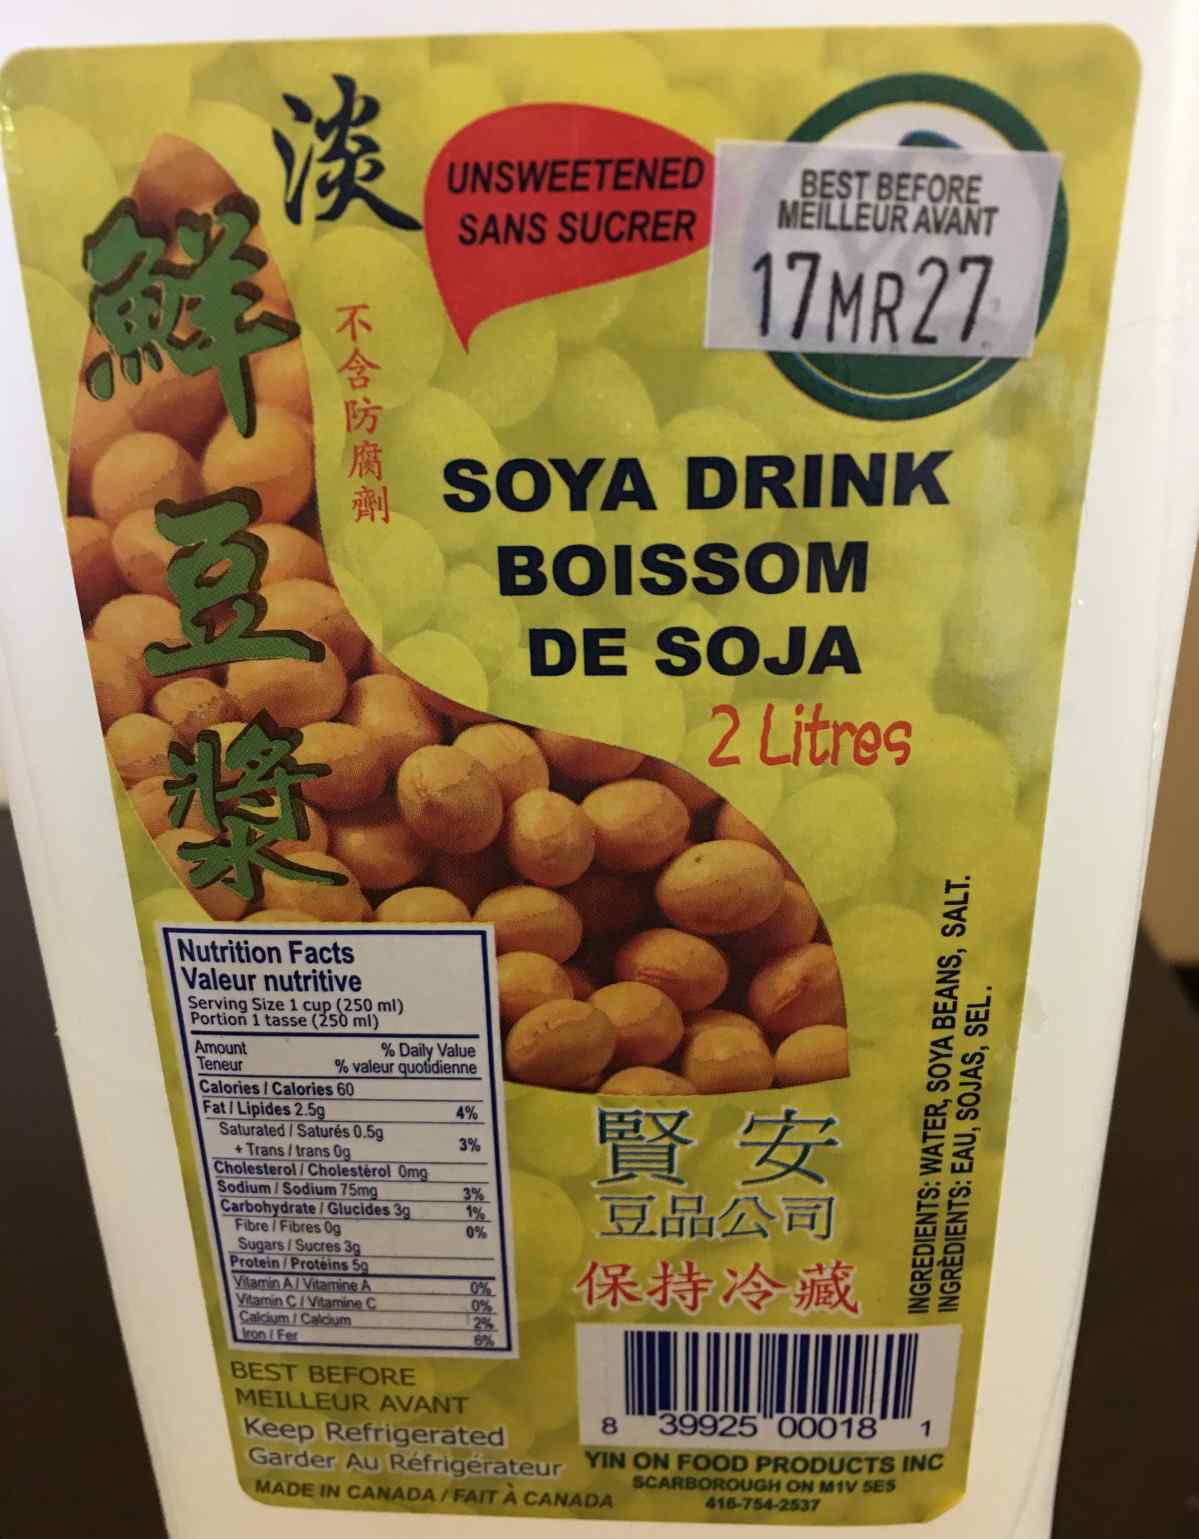 淡
鮮豆漿
不含防腐劑
UNSWEETENED
SANS SUCRER
BEST BEFORE
MEILLEUR AVANT
17MR27
SOYA DRINK
BOISSOM
DE SOJA
2 Litres
Nutrition Facts
Valeur nutritive
Serving Size 1 cup (250 ml)
Portion 1 tasse (250 ml)
Amount % Daily Value
Teneur % valeur quotidienne
Calories / Calories 60
Fat / Lipides 2.5g 4%
Saturated / Saturés 0.5g
+ Trans / trans 0g 3%
Cholesterol / Cholestérol 0mg
Sodium / Sodium 75mg 3%
Carbohydrate / Glucides 3g 1%
Fibre / Fibres 0g 0%
Sugars / Sucres 3g
Protein / Protéins 5g
Vitamin A / Vitamine A 0%
Vitamin C / Vitamine C 0%
Calcium / Calcium 2%
Iron / Fer 6%
BEST BEFORE
MEILLEUR AVANT
Keep Refrigerated
Garder Au Réfrigérateur
MADE IN CANADA / FAIT À CANADA
賢安
豆品公司
保持冷藏
INGREDIENTS: WATER, SOYA BEANS, SALT.
INGRÈDIENTS: EAU, SOJAS, SEL.
8 39925 00018 1
YIN ON FOOD PRODUCTS INC
SCARBOROUGH ON M1V 5E5
416-754-2537